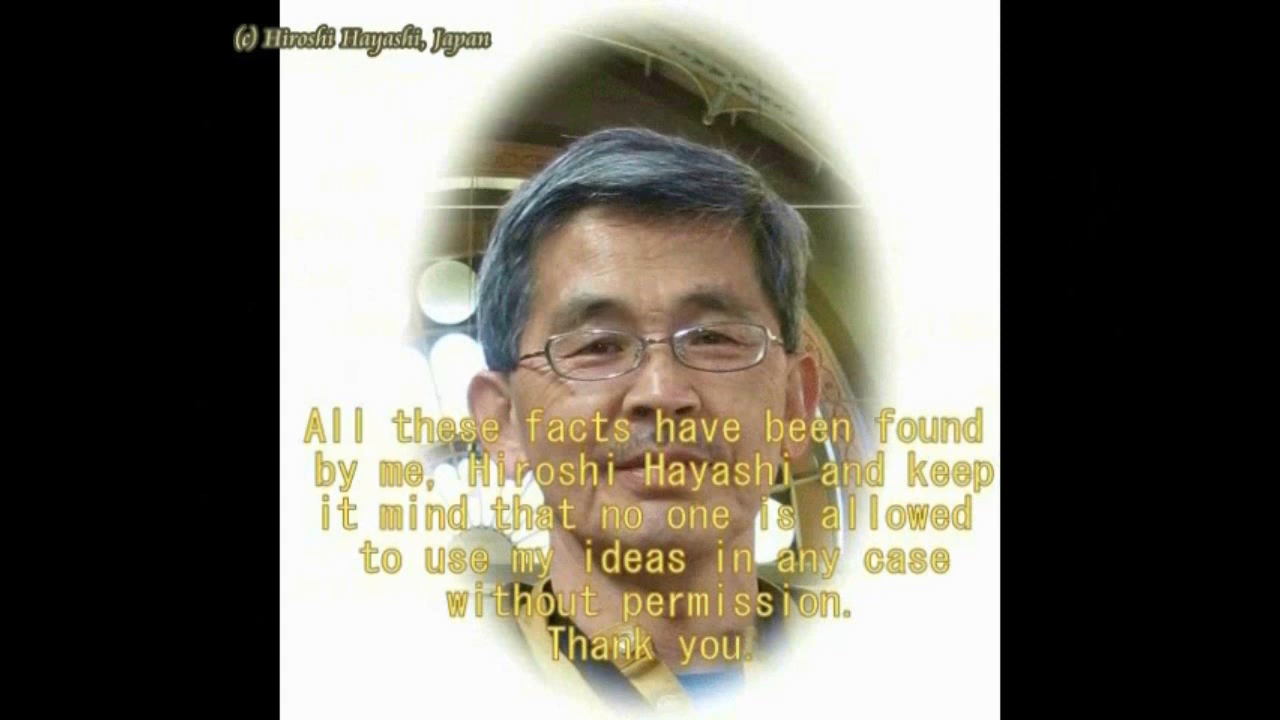 (c) Hiroshi Hayashi, Japan
All these facts have been found
by me, Hiroshi Hayashi and keep
it mind that no one is allowed
to use my ideas in any case
without permission.
Thank you.